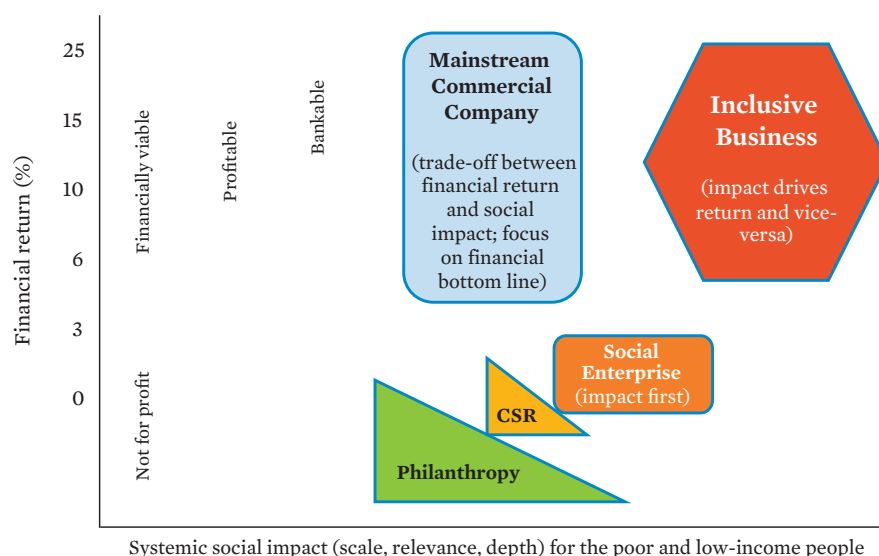 Financial return (%)
25
15
10
6
3
0
Financially viable
Not for profit
Profitable
Bankable
Mainstream
Commercial
Company
(trade-off between
financial return
and social
impact; focus
on financial
bottom line)
Inclusive
Business
(impact drives
return and vice-
versa)
Social
Enterprise
(impact first)
CSR
Philanthropy
Systemic social impact (scale, relevance, depth) for the poor and low-income people